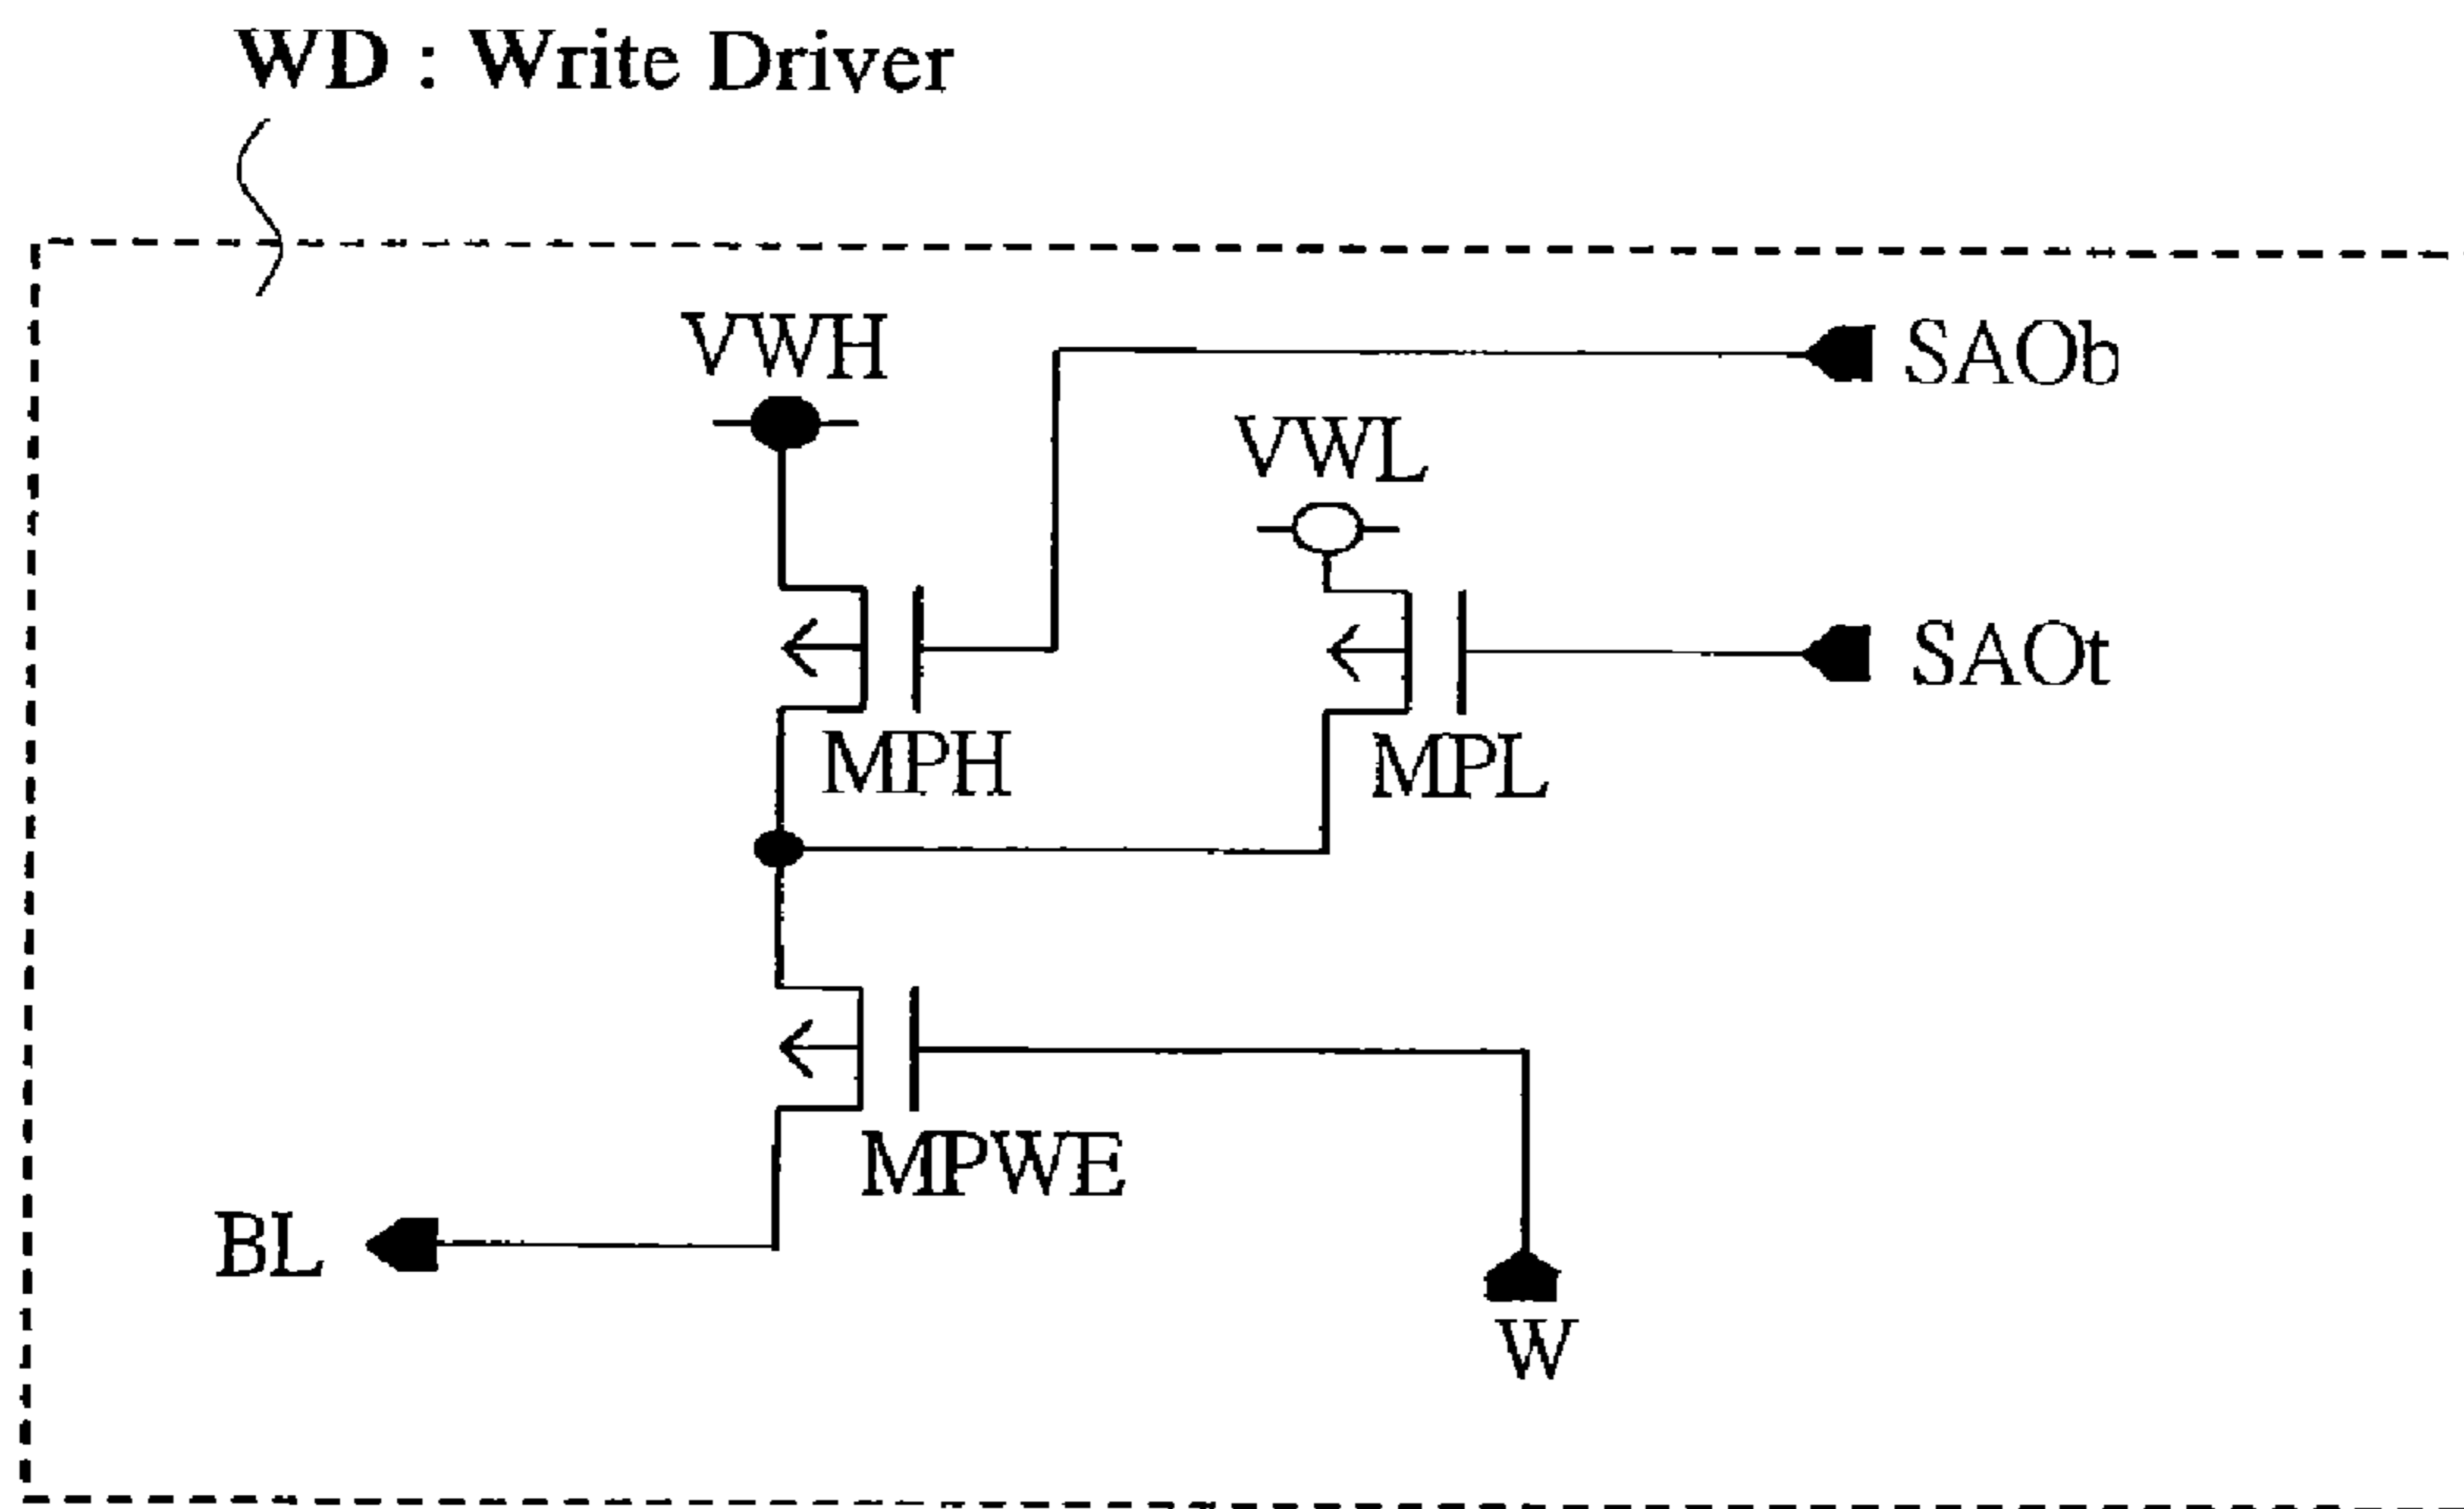 WD : Write Driver
VWH
SAOb
VWL
SAOt
MPH
MPL
MPWE
BL
W